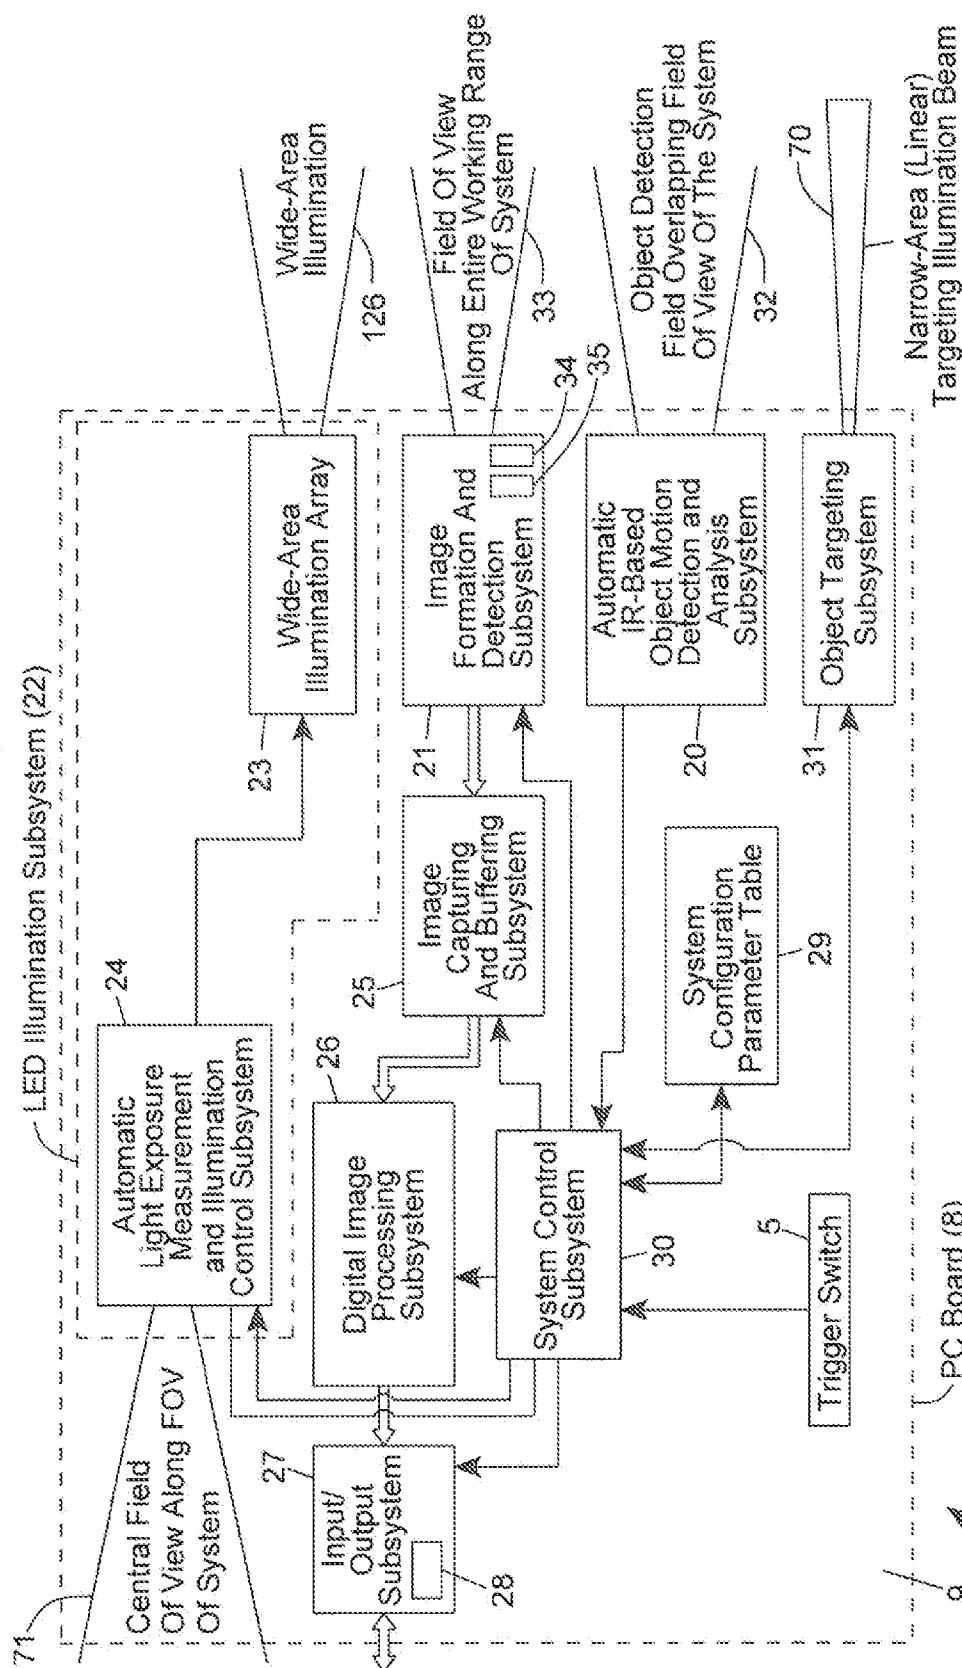 LED Illumination Subsystem (22)
71
Central Field
Of View Along FOV
Of System
Automatic
Light Exposure
Measurement
and Illumination
Control Subsystem
24
Wide-Area
Illumination Array
23
Wide-Area
Illumination
126
Input/
Output
Subsystem
27
28
Digital Image
Processing
Subsystem
26
Image
Capturing
And Buffering
Subsystem
25
Image
Formation And
Detection
Subsystem
21
34
35
Field Of View
Along Entire Working Range
Of System
33
System Control
Subsystem
30
Automatic
IR-Based
Object Motion
Detection and
Analysis
Subsystem
20
Object Detection
Field Overlapping Field
Of View Of The System
32
System
Configuration
Parameter Table
29
Trigger Switch
5
Object Targeting
Subsystem
31
70
Narrow-Area (Linear)
Targeting Illumination Beam
PC Board (8)
9